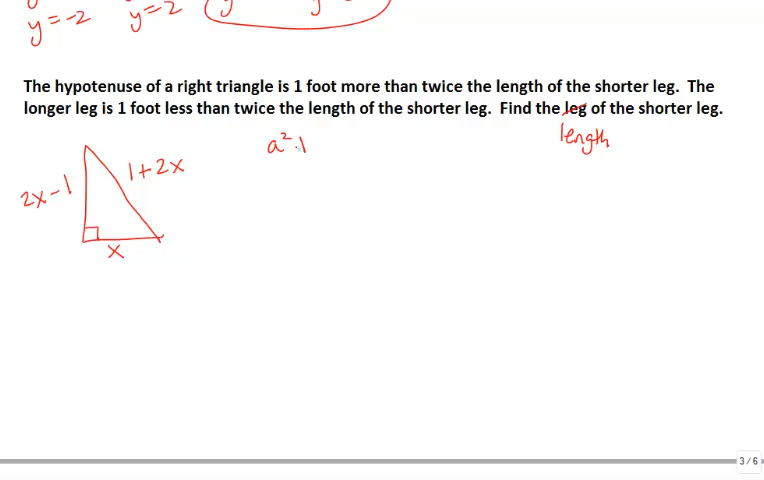 y=-2 y=2
The hypotenuse of a right triangle is 1 foot more than twice the length of the shorter leg. The
longer leg is 1 foot less than twice the length of the shorter leg. Find the leg of the shorter leg.
length
a²
1+2x
2x-1
x
3/6